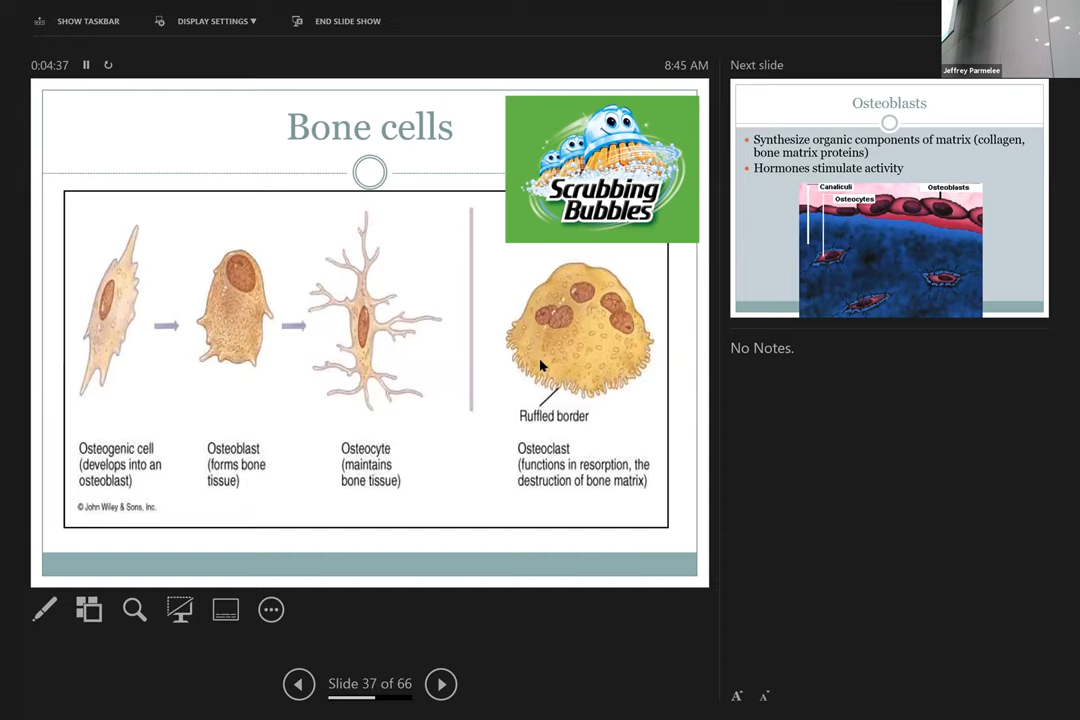 SHOW TASKBAR
DISPLAY SETTINGS ▼
END SLIDE SHOW
Jeffrey Parmelee
0:04:37
8:45 AM
Bone cells
Scrubbing
Bubbles
Ruffled border
Osteogenic cell
(develops into an
osteoblast)
Osteoblast
(forms bone
tissue)
Osteocyte
(maintains
bone tissue)
Osteoclast
(functions in resorption, the
destruction of bone matrix)
© John Wiley & Sons, Inc.
Next slide
Osteoblasts
• Synthesize organic components of matrix (collagen,
bone matrix proteins)
• Hormones stimulate activity
Canaliculi
Osteoblasts
Osteocytes
No Notes.
Slide 37 of 66
A A